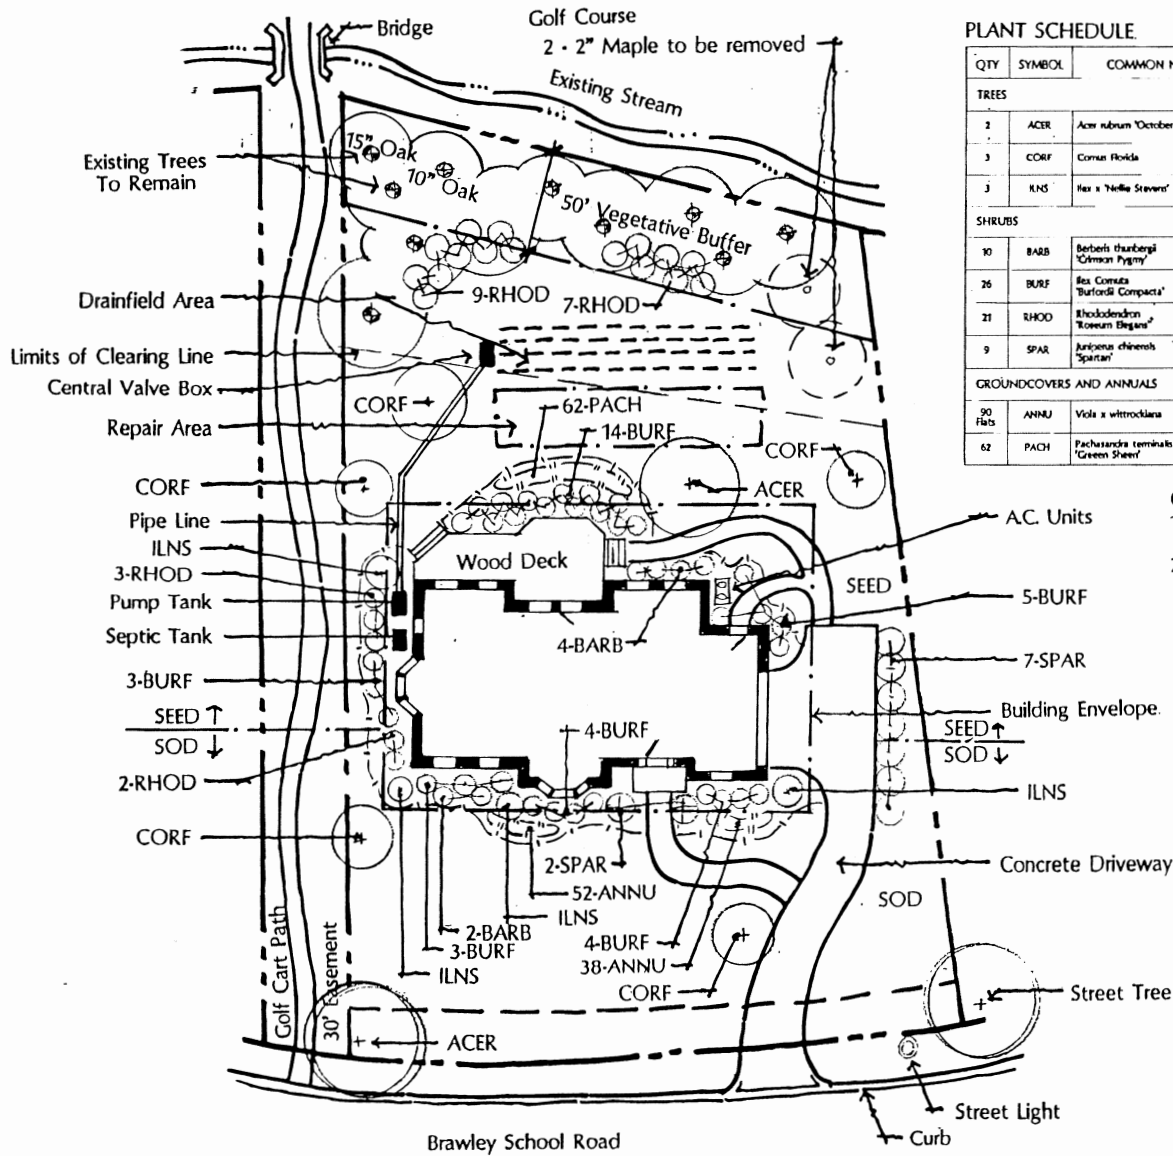 Golf Course
Bridge
2 - 2" Maple to be removed
Existing Stream
15" Oak
10" Oak
Existing Trees
To Remain
50' Vegetative Buffer
Drainfield Area
9-RHOD
7-RHOD
Limits of Clearing Line
Central Valve Box
CORF
62-PACH
Repair Area
14-BURF
CORF
CORF
ACER
Pipe Line
A.C. Units
ILNS
Wood Deck
3-RHOD
SEED
Pump Tank
5-BURF
Septic Tank
4-BARB
7-SPAR
3-BURF
Building Envelope.
SEED ↑
SOD ↓
4-BURF
SEED ↑
SOD ↓
2-RHOD
ILNS
CORF
2-SPAR
Concrete Driveway
52-ANNU
SOD
ILNS
2-BARB
4-BURF
3-BURF
38-ANNU
ILNS
CORF
Golf Cart Path
30' Easement
Street Tree
ACER
Street Light
Curb
Brawley School Road
PLANT SCHEDULE.
QTY SYMBOL COMMON N
TREES
2 ACER Acer rubrum 'October
3 CORF Cornus Florida
3 ILNS Ilex x 'Nellie Stevens'
SHRUBS
10 BARB Berberis thunbergii
'Crimson Pygmy'
26 BURF Ilex Cornuta
'Burfordii Compacta'
21 RHOD Rhododendron
'Roseum Elegans'
9 SPAR Juniperus chinensis
'Spartan'
GROUNDCOVERS AND ANNUALS
90 ANNU Viola x wittrockiana
Flats
62 PACH Pachasandra terminalis
'Green Sheen'